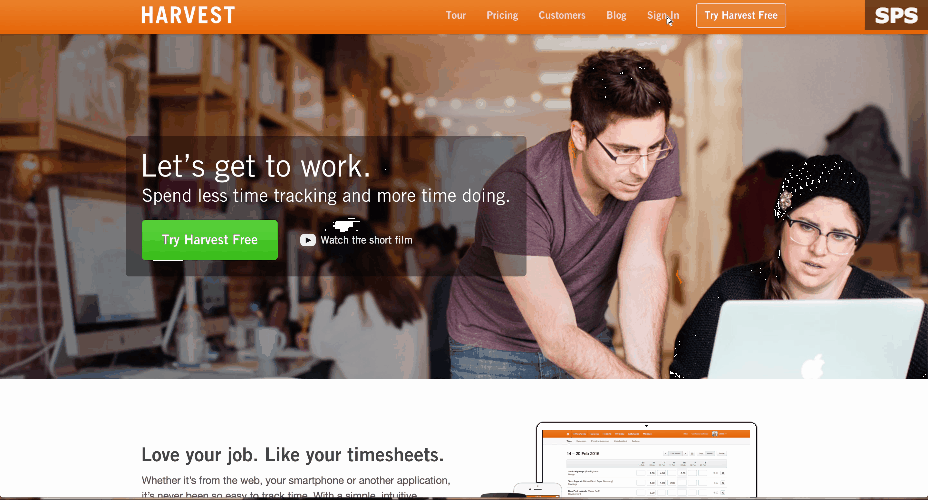 HARVEST
Tour
Pricing
Customers
Blog
Sign In
Try Harvest Free
SPS
Let's get to work.
Spend less time tracking and more time doing.
Try Harvest Free
Watch the short film
Love your job. Like your timesheets.
Whether it's from the web, your smartphone or another application,
it's never been so easy to track time. With a simple, intuitive